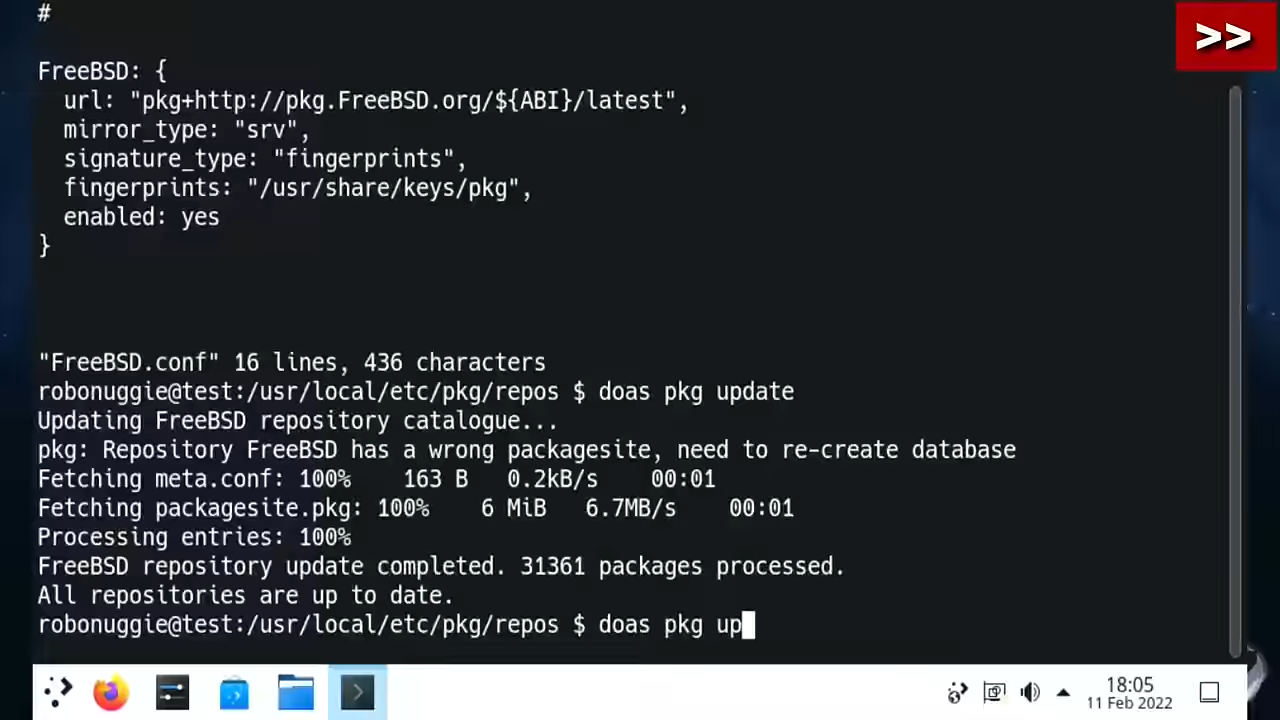 #
>>
FreeBSD: {
  url: "pkg+http://pkg.FreeBSD.org/${ABI}/latest",
  mirror_type: "srv",
  signature_type: "fingerprints",
  fingerprints: "/usr/share/keys/pkg",
  enabled: yes
}
"FreeBSD.conf" 16 lines, 436 characters
robonuggie@test:/usr/local/etc/pkg/repos $ doas pkg update
Updating FreeBSD repository catalogue...
pkg: Repository FreeBSD has a wrong packagesite, need to re-create database
Fetching meta.conf: 100%    163 B   0.2kB/s    00:01
Fetching packagesite.pkg: 100%    6 MiB   6.7MB/s    00:01
Processing entries: 100%
FreeBSD repository update completed. 31361 packages processed.
All repositories are up to date.
robonuggie@test:/usr/local/etc/pkg/repos $ doas pkg up
18:05
11 Feb 2022